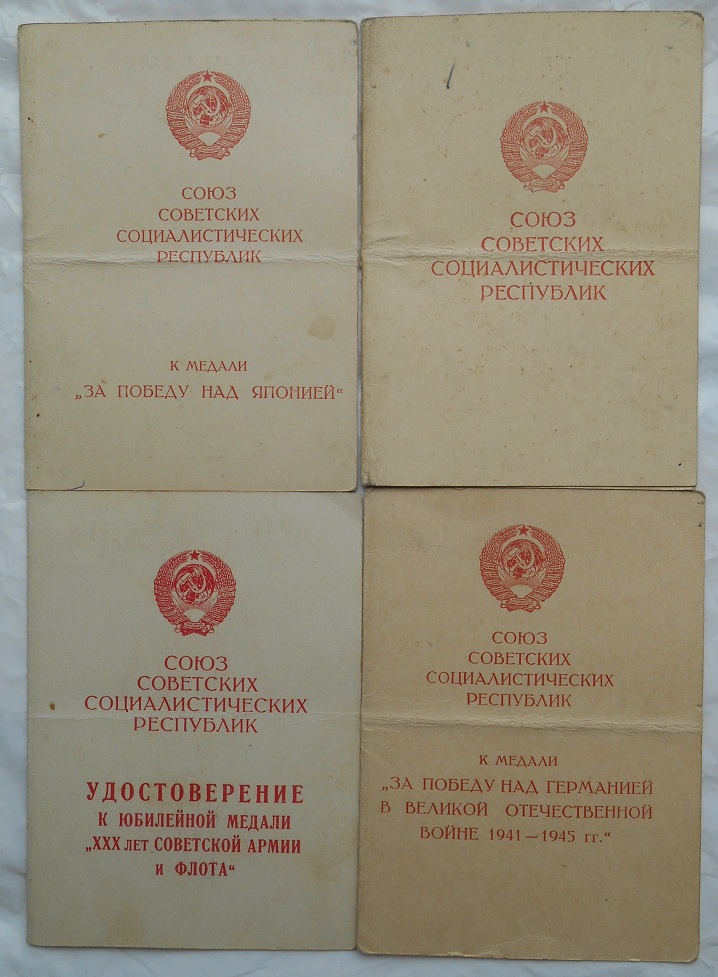 СОЮЗ
СОВЕТСКИХ
СОЦИАЛИСТИЧЕСКИХ
РЕСПУБЛИК
К МЕДАЛИ
„ЗА ПОБЕДУ НАД ЯПОНИЕЙ“
СОЮЗ
СОВЕТСКИХ
СОЦИАЛИСТИЧЕСКИХ
РЕСПУБЛИК
СОЮЗ
СОВЕТСКИХ
СОЦИАЛИСТИЧЕСКИХ
РЕСПУБЛИК
УДОСТОВЕРЕНИЕ
К ЮБИЛЕЙНОЙ МЕДАЛИ
„XXX ЛЕТ СОВЕТСКОЙ АРМИИ
И ФЛОТА“
СОЮЗ
СОВЕТСКИХ
СОЦИАЛИСТИЧЕСКИХ
РЕСПУБЛИК
К МЕДАЛИ
„ЗА ПОБЕДУ НАД ГЕРМАНИЕЙ
В ВЕЛИКОЙ ОТЕЧЕСТВЕННОЙ
ВОЙНЕ 1941—1945 гг.“